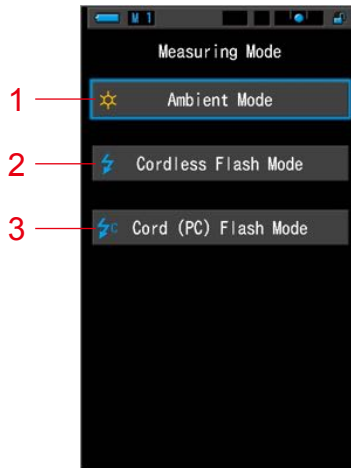 M 1
Measuring Mode
1 Ambient Mode
2 Cordless Flash Mode
3 C Cord (PC) Flash Mode